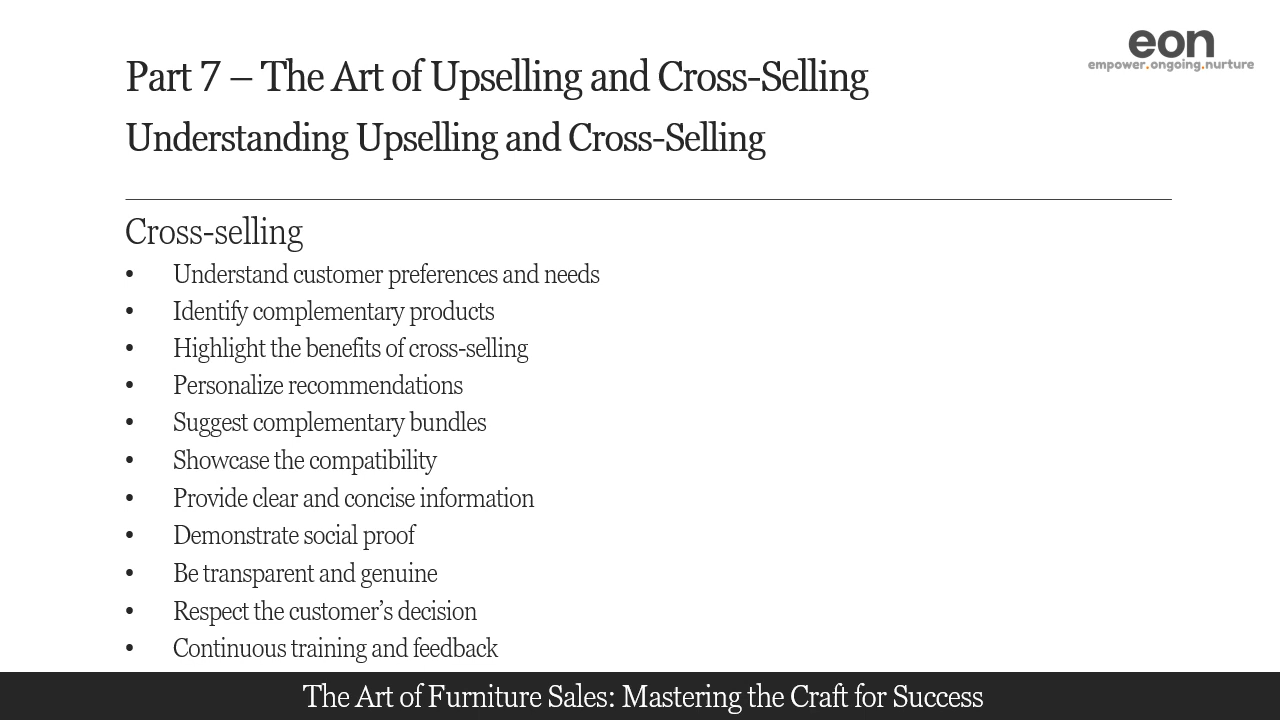 eon
empower.ongoing.nurture
Part 7 – The Art of Upselling and Cross-Selling
Understanding Upselling and Cross-Selling
Cross-selling
• Understand customer preferences and needs
• Identify complementary products
• Highlight the benefits of cross-selling
• Personalize recommendations
• Suggest complementary bundles
• Showcase the compatibility
• Provide clear and concise information
• Demonstrate social proof
• Be transparent and genuine
• Respect the customer’s decision
• Continuous training and feedback
The Art of Furniture Sales: Mastering the Craft for Success